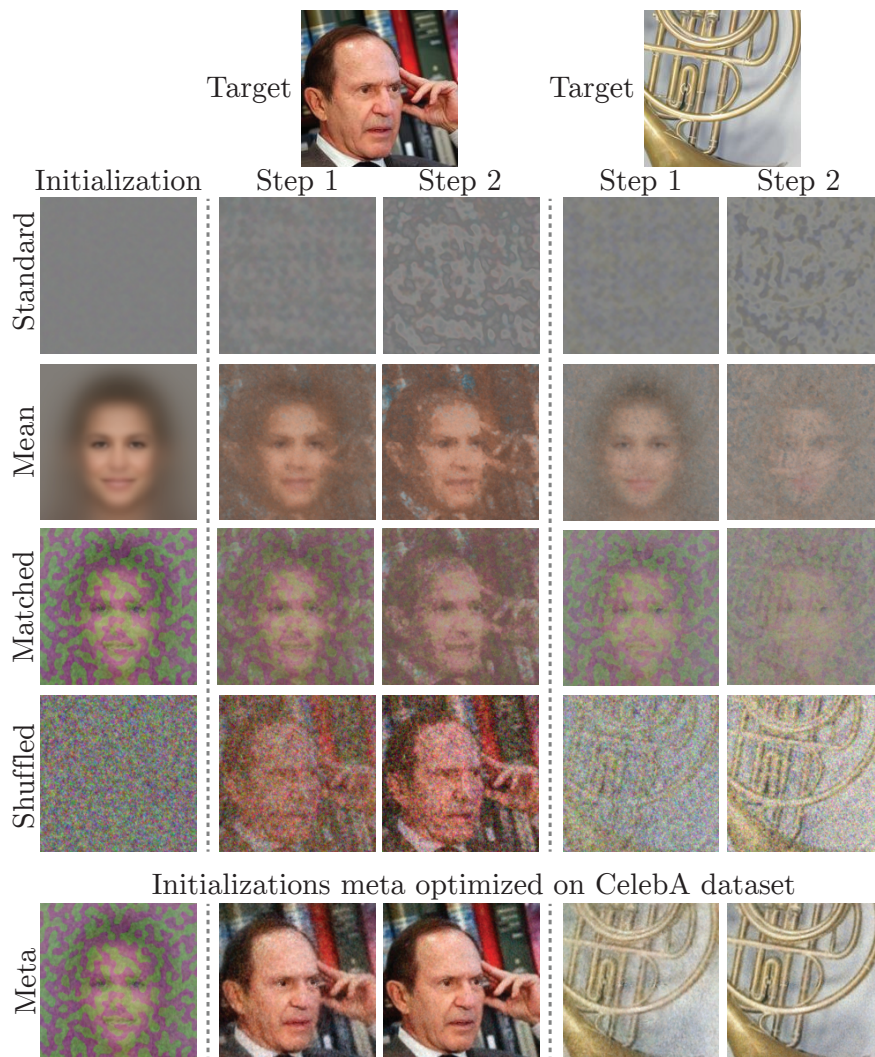 Target
Target
Initialization Step 1 Step 2 Step 1 Step 2
Standard
Mean
Matched
Shuffled
Initializations meta optimized on CelebA dataset
Meta